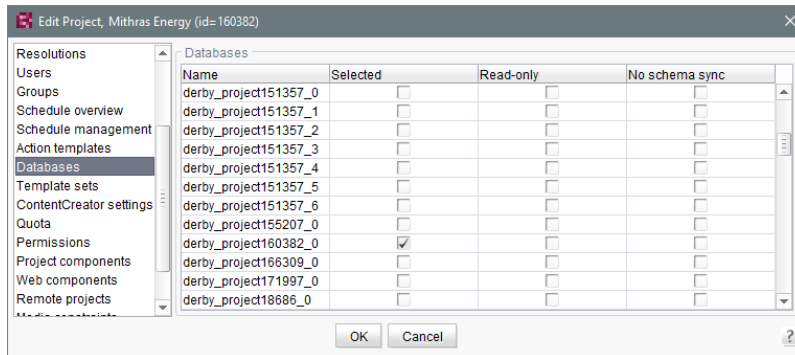 Edit Project, Mithras Energy (id=160382)
Resolutions
Users
Groups
Schedule overview
Schedule management
Action templates
Databases
Template sets
ContentCreator settings
Quota
Permissions
Project components
Web components
Remote projects
Databases
Name Selected Read-only No schema sync
derby_project151357_0
derby_project151357_1
derby_project151357_2
derby_project151357_3
derby_project151357_4
derby_project151357_5
derby_project151357_6
derby_project155207_0
derby_project160382_0
derby_project166309_0
derby_project171997_0
derby_project18686_0
OK Cancel ?